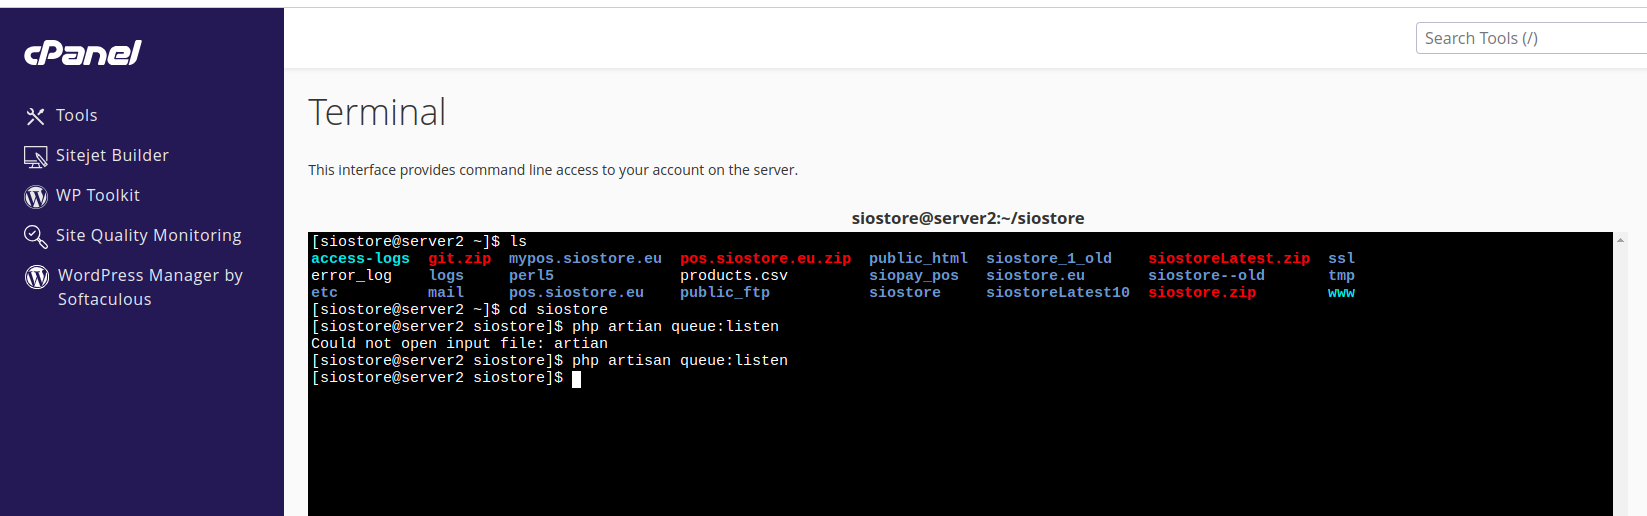 cPanel
Search Tools (/)
Tools
Sitejet Builder
WP Toolkit
Site Quality Monitoring
WordPress Manager by
Softaculous
Terminal
This interface provides command line access to your account on the server.
siostore@server2:~/siostore
[siostore@server2 ~]$ ls
access-logs git.zip mypos.siostore.eu pos.siostore.eu.zip public_html siostore_1_old siostoreLatest.zip ssl
error_log logs perl5 products.csv siopay_pos siostore.eu siostore--old tmp
etc mail pos.siostore.eu public_ftp siostore siostoreLatest10 siostore.zip www
[siostore@server2 ~]$ cd siostore
[siostore@server2 siostore]$ php artian queue:listen
Could not open input file: artian
[siostore@server2 siostore]$ php artisan queue:listen
[siostore@server2 siostore]$